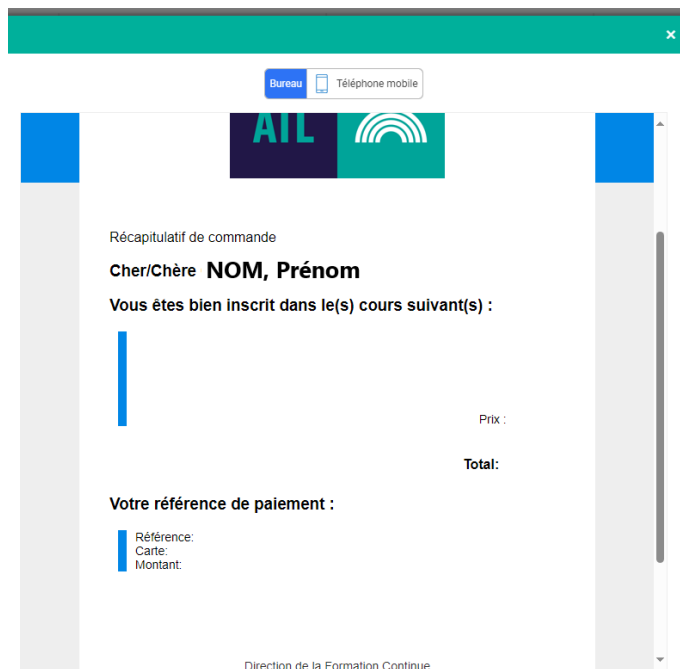 ×
Bureau
Téléphone mobile
ATL
Récapitulatif de commande
Cher/Chère NOM, Prénom
Vous êtes bien inscrit dans le(s) cours suivant(s) :
Prix :
Total:
Votre référence de paiement :
Référence:
Carte:
Montant:
Direction de la Formation Continue